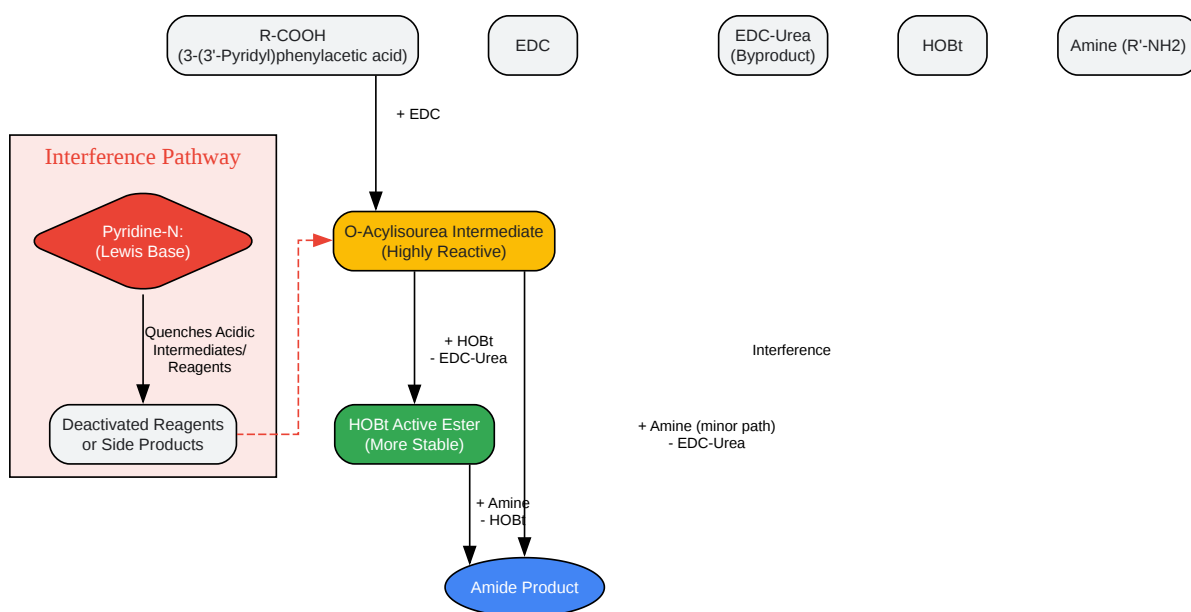 R-COOH
(3-(3'-Pyridyl)phenylacetic acid)
EDC
EDC-Urea
(Byproduct)
HOBt
Amine (R'-NH2)
+ EDC
Interference Pathway
Pyridine-N:
(Lewis Base)
O-Acylisourea Intermediate
(Highly Reactive)
Quenches Acidic
Intermediates/
Reagents
+ HOBt
- EDC-Urea
Interference
Deactivated Reagents
or Side Products
HOBt Active Ester
(More Stable)
+ Amine (minor path)
- EDC-Urea
+ Amine
- HOBt
Amide Product